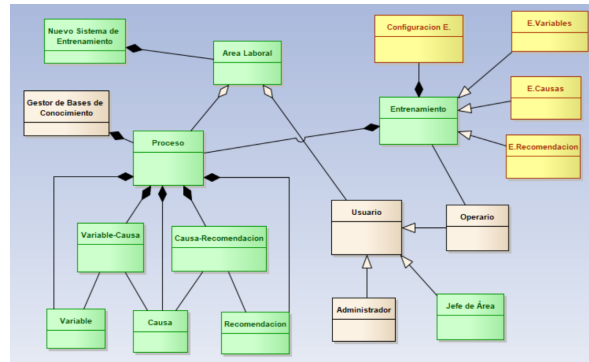 Nuevo Sistema de
Entrenamiento
Area Laboral
Configuracion E.
E.Variables
E.Causas
E.Recomendacion
Gestor de Bases de
Conocimiento
Entrenamiento
Proceso
Usuario
Operario
Variable-Causa
Causa-Recomendacion
Administrador
Jefe de Área
Variable
Causa
Recomendacion